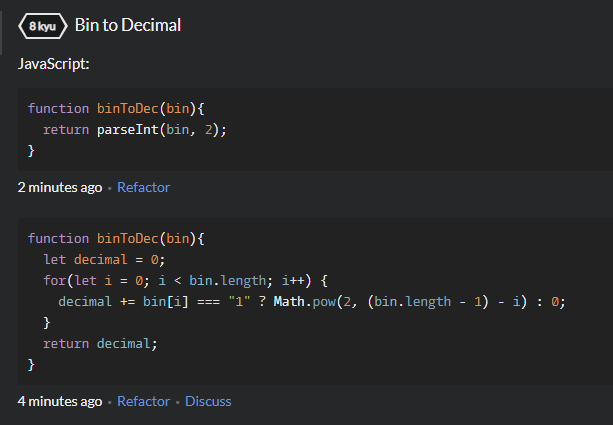 8 kyu Bin to Decimal
JavaScript:
function binToDec(bin){
  return parseInt(bin, 2);
}
2 minutes ago • Refactor
function binToDec(bin){
  let decimal = 0;
  for(let i = 0; i < bin.length; i++) {
    decimal += bin[i] === "1" ? Math.pow(2, (bin.length - 1) - i) : 0;
  }
  return decimal;
}
4 minutes ago • Refactor • Discuss